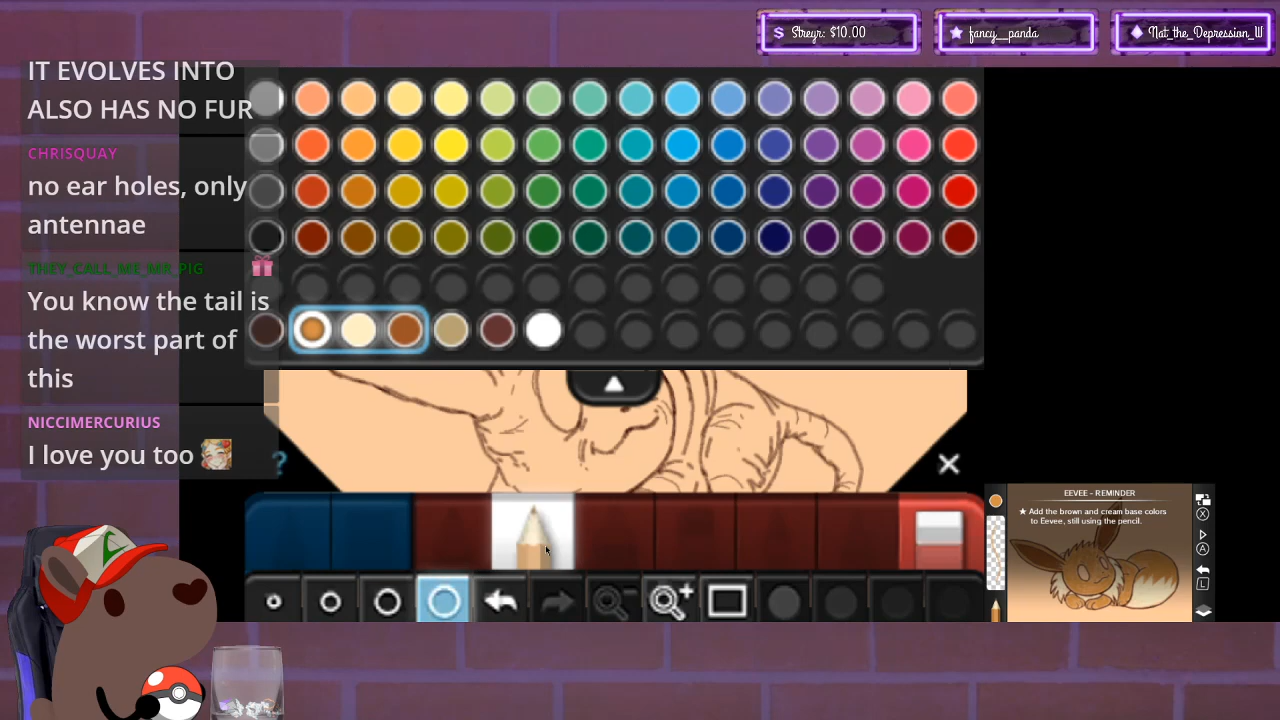 Streyr: $10.00
fancy__panda
Nat_the_Depression_W
IT EVOLVES INTO
ALSO HAS NO FUR
CHRISQUAY
no ear holes, only
antennae
THEY_CALL_ME_MR_PIG
You know the tail is
the worst part of
this
NICCIMERCURIUS
I love you too
?
EEVEE - REMINDER
★ Add the brown and cream base colors
to Eevee, still using the pencil.
X
A
L